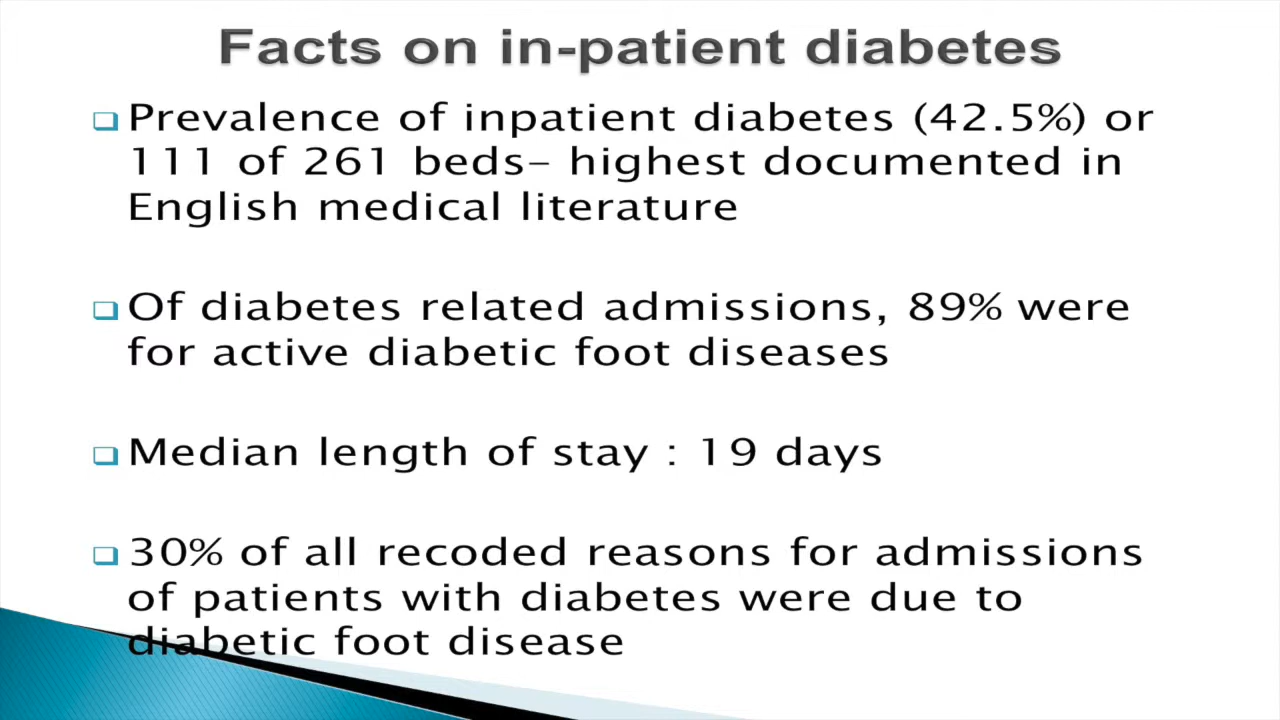 Facts on in-patient diabetes
Prevalence of inpatient diabetes (42.5%) or
111 of 261 beds- highest documented in
English medical literature
Of diabetes related admissions, 89% were
for active diabetic foot diseases
Median length of stay : 19 days
30% of all recoded reasons for admissions
of patients with diabetes were due to
diabetic foot disease